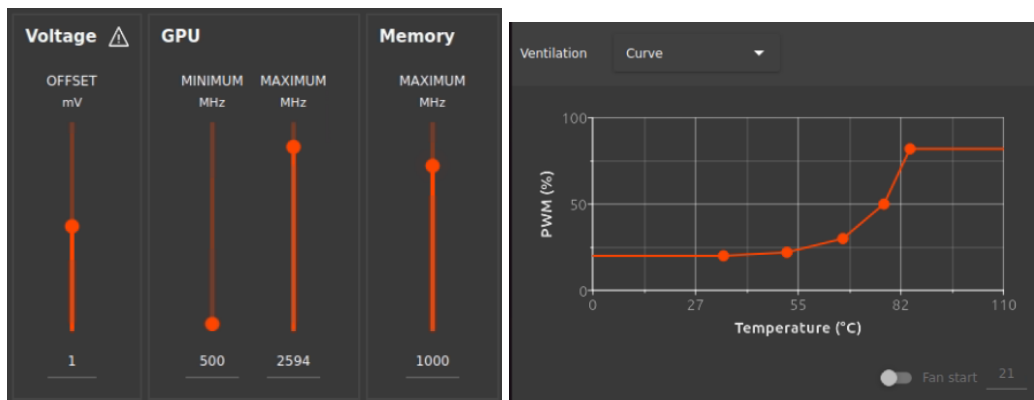 Voltage
GPU
Memory
OFFSET
mV
MINIMUM
MHz
MAXIMUM
MHz
MAXIMUM
MHz
1
500
2594
1000
Ventilation
Curve
100
50
0
PWM (%)
0 27 55 82 110
Temperature (°C)
Fan start 21